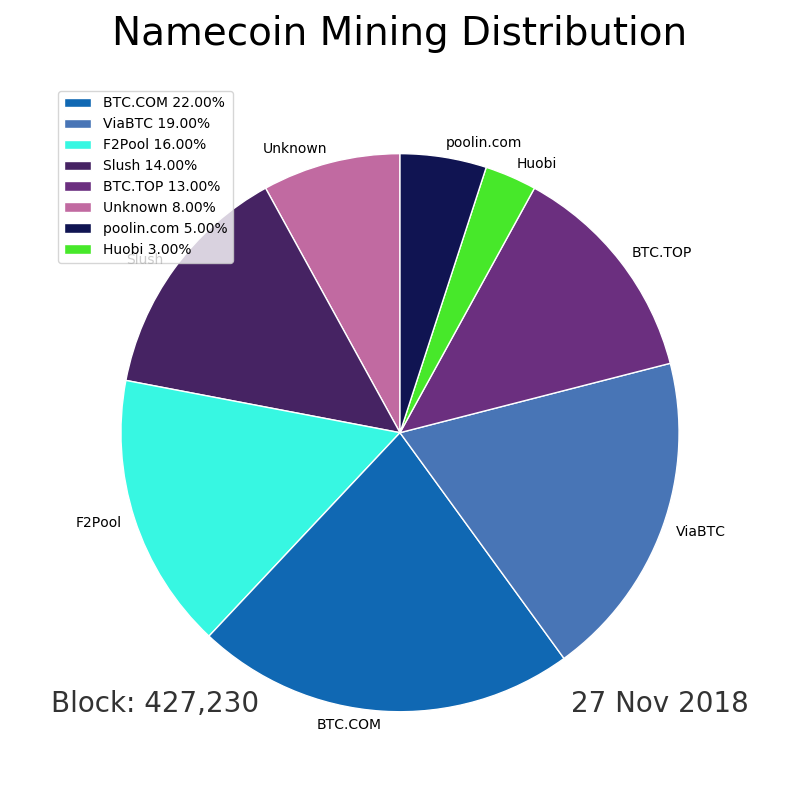 Namecoin Mining Distribution
BTC.COM 22.00%
ViaBTC 19.00%
F2Pool 16.00%
Slush 14.00%
BTC.TOP 13.00%
Unknown 8.00%
poolin.com 5.00%
Huobi 3.00%
Unknown
poolin.com
Huobi
BTC.TOP
Slush
F2Pool
ViaBTC
BTC.COM
Block: 427,230
27 Nov 2018